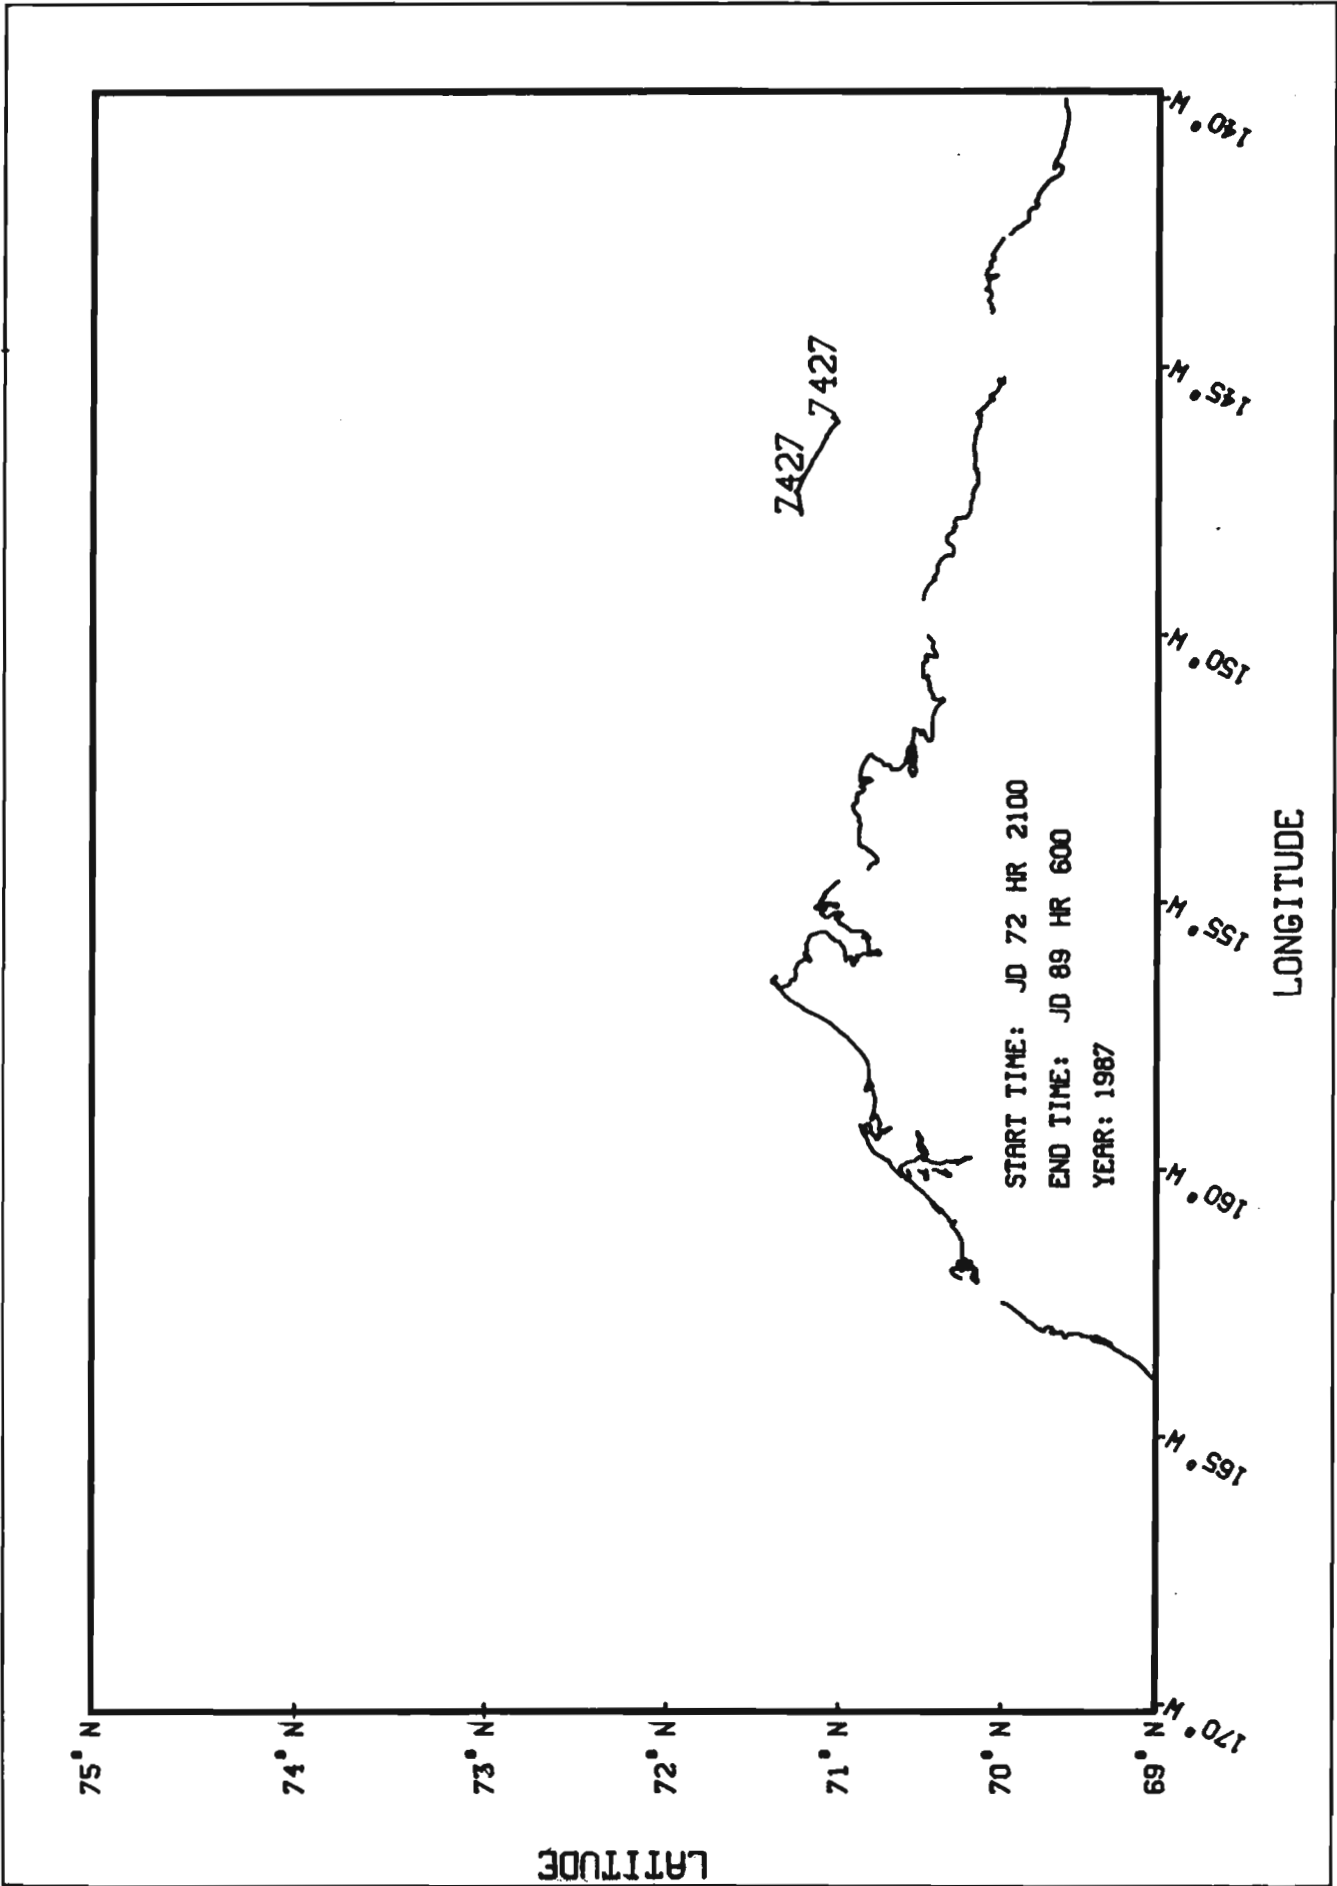 75° N
74° N
73° N
72° N
71° N
70° N
69° N
LATITUDE
7427
7427
START TIME: JD 72 HR 2100
END TIME: JD 89 HR 600
YEAR: 1987
170° W
165° W
160° W
155° W
150° W
145° W
140° W
LONGITUDE